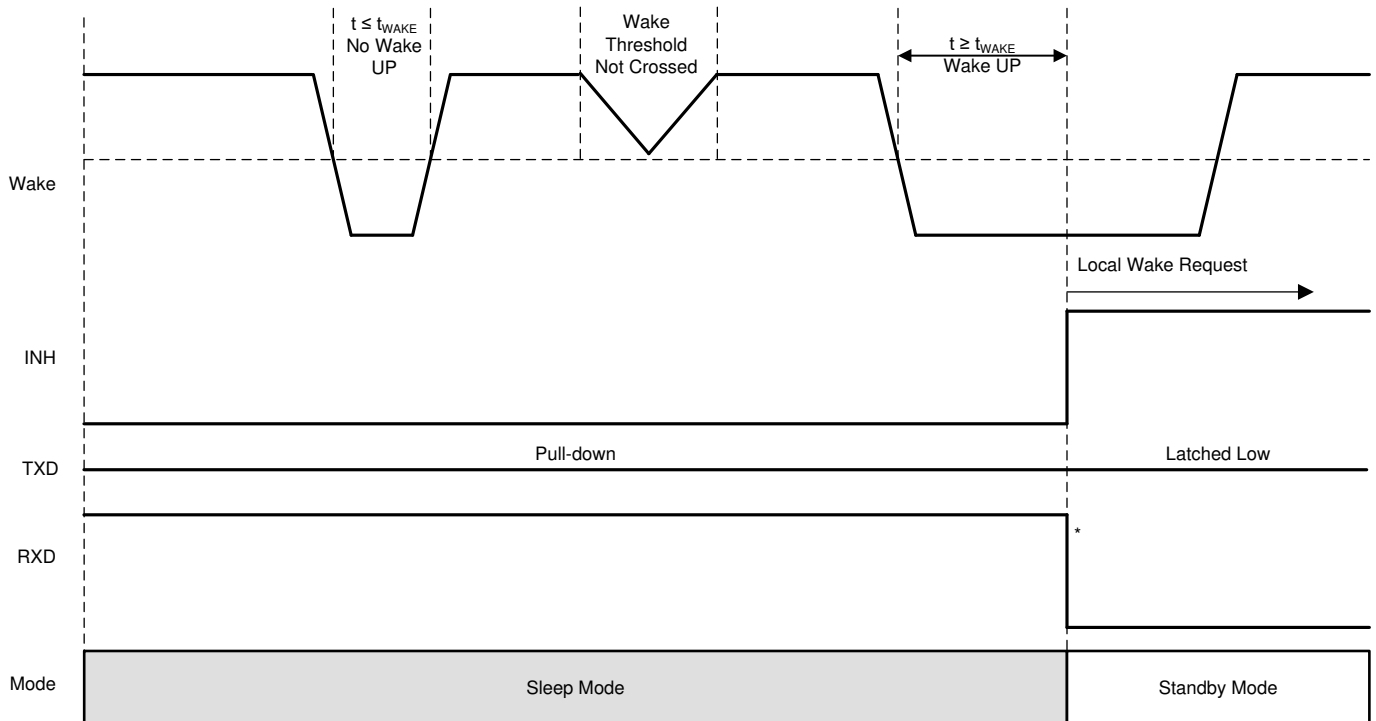 t ≤ tWAKE
No Wake
UP
Wake
Threshold
Not Crossed
t ≥ tWAKE
Wake UP
Wake
Local Wake Request
INH
Pull-down
Latched Low
TXD
*
RXD
Mode
Sleep Mode
Standby Mode